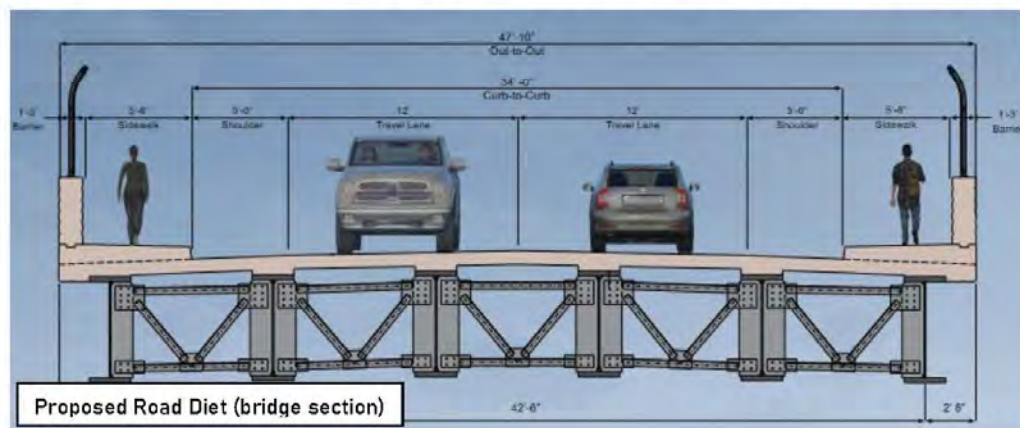 47'-10"
Out-to-Out
34'-0"
Curb-to-Curb
1'-3" 5'-8" 5'-0" 12' 12' 5'-0" 5'-8" 1'-3"
Barrier Sidewalk Shoulder Travel Lane Travel Lane Shoulder Sidewalk Barrier
Proposed Road Diet (bridge section)
42'-6" 2' 8"